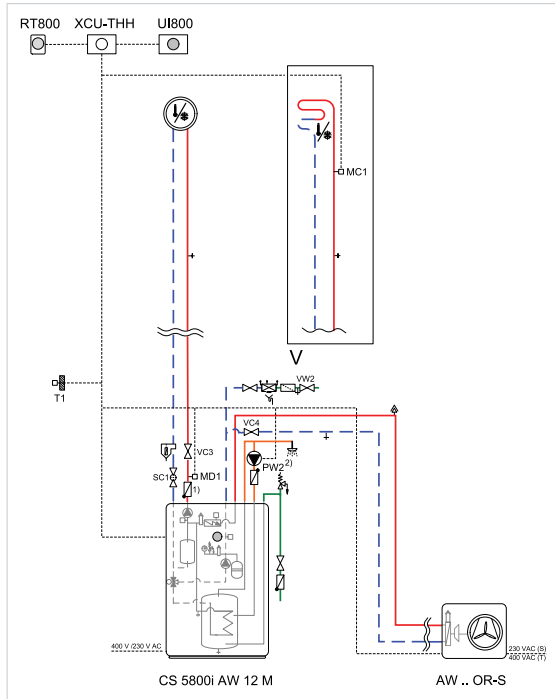 RT800 XCU-THH UI800
MC1
V
T1
VW2
VC3
VC4
SC1
MD1
1)
PW2
2)
400 V /230 V AC
230 VAC (S)
400 VAC (T)
CS 5800i AW 12 M
AW .. OR-S